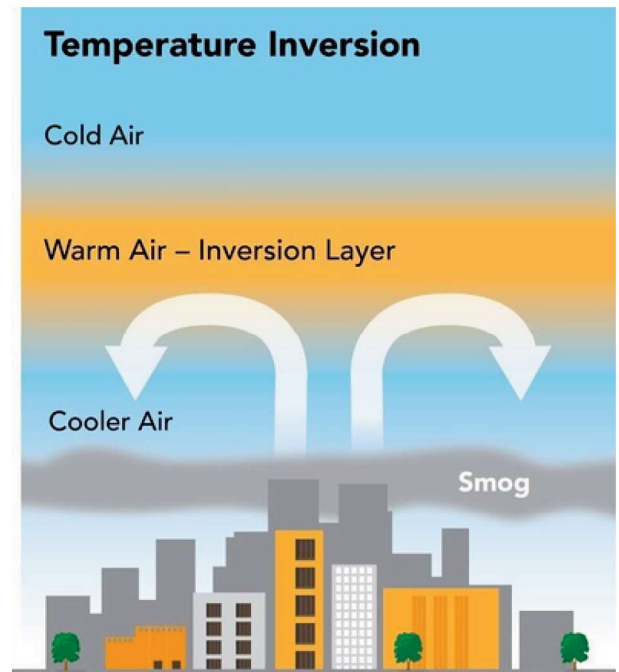 Temperature Inversion
Cold Air
Warm Air – Inversion Layer
Cooler Air
Smog